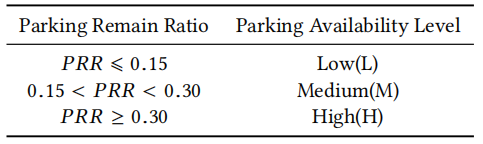 Parking Remain Ratio Parking Availability Level
PRR ⩽ 0.15 Low(L)
0.15 < PRR < 0.30 Medium(M)
PRR ≥ 0.30 High(H)